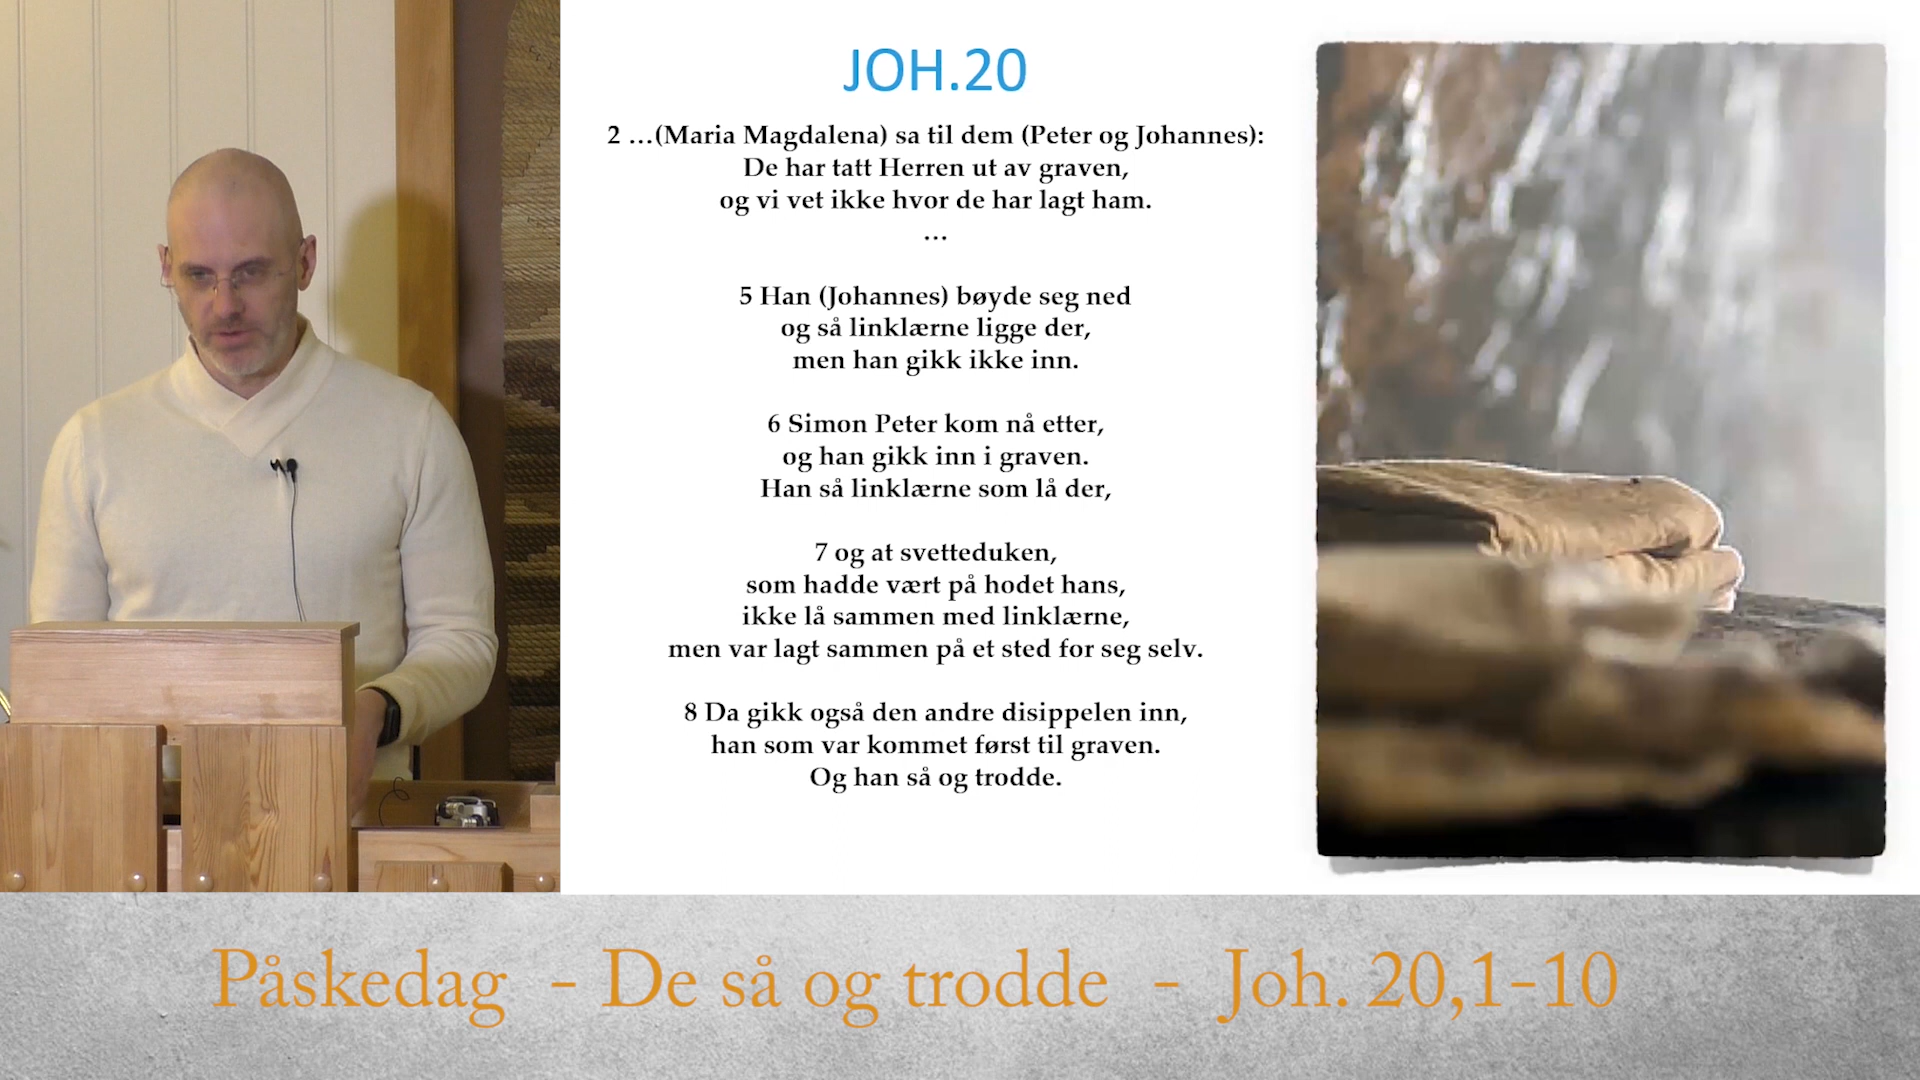 JOH.20
2 …(Maria Magdalena) sa til dem (Peter og Johannes):
De har tatt Herren ut av graven,
og vi vet ikke hvor de har lagt ham.
…
5 Han (Johannes) bøyde seg ned
og så linklærne ligge der,
men han gikk ikke inn.
6 Simon Peter kom nå etter,
og han gikk inn i graven.
Han så linklærne som lå der,
7 og at svetteduken,
som hadde vært på hodet hans,
ikke lå sammen med linklærne,
men var lagt sammen på et sted for seg selv.
8 Da gikk også den andre disippelen inn,
han som var kommet først til graven.
Og han så og trodde.
Påskedag - De så og trodde - Joh. 20,1-10